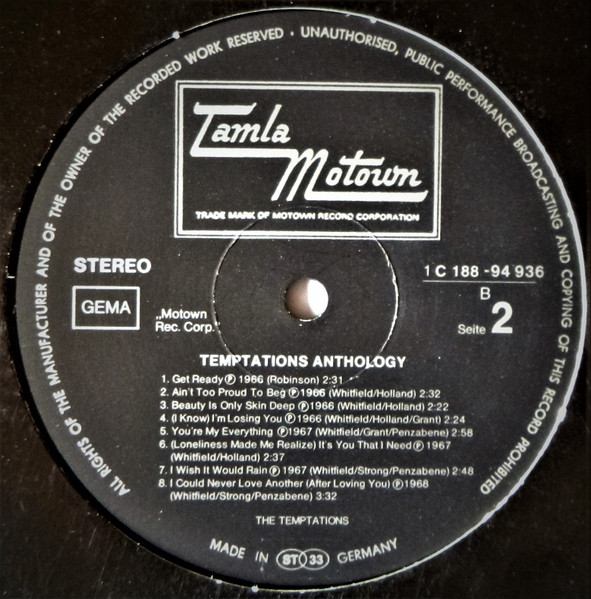 ALL RIGHTS OF THE MANUFACTURER AND OF THE OWNER OF THE RECORDED WORK RESERVED · UNAUTHORISED, PUBLIC PERFORMANCE BROADCASTING AND COPYING OF THIS RECORD PROHIBITED
Tamla
Motown
TRADE MARK OF MOTOWN RECORD CORPORATION
STEREO
GEMA
„Motown
Rec. Corp."
1 C 188 -94 936
B
Seite 2
TEMPTATIONS ANTHOLOGY
1. Get Ready Ⓟ 1966 (Robinson) 2:31
2. Ain't Too Proud To Beg Ⓟ 1966 (Whitfield/Holland) 2:32
3. Beauty Is Only Skin Deep Ⓟ 1966 (Whitfield/Holland) 2:22
4. (I Know) I'm Losing You Ⓟ 1966 (Whitfield/Holland/Grant) 2:24
5. You're My Everything Ⓟ 1967 (Whitfield/Grant/Penzabene) 2:58
6. (Loneliness Made Me Realize) It's You That I Need Ⓟ 1967
(Whitfield/Holland) 2:37
7. I Wish It Would Rain Ⓟ 1967 (Whitfield/Strong/Penzabene) 2:48
8. I Could Never Love Another (After Loving You) Ⓟ 1968
(Whitfield/Strong/Penzabene) 3:32
THE TEMPTATIONS
MADE IN ST 33 GERMANY